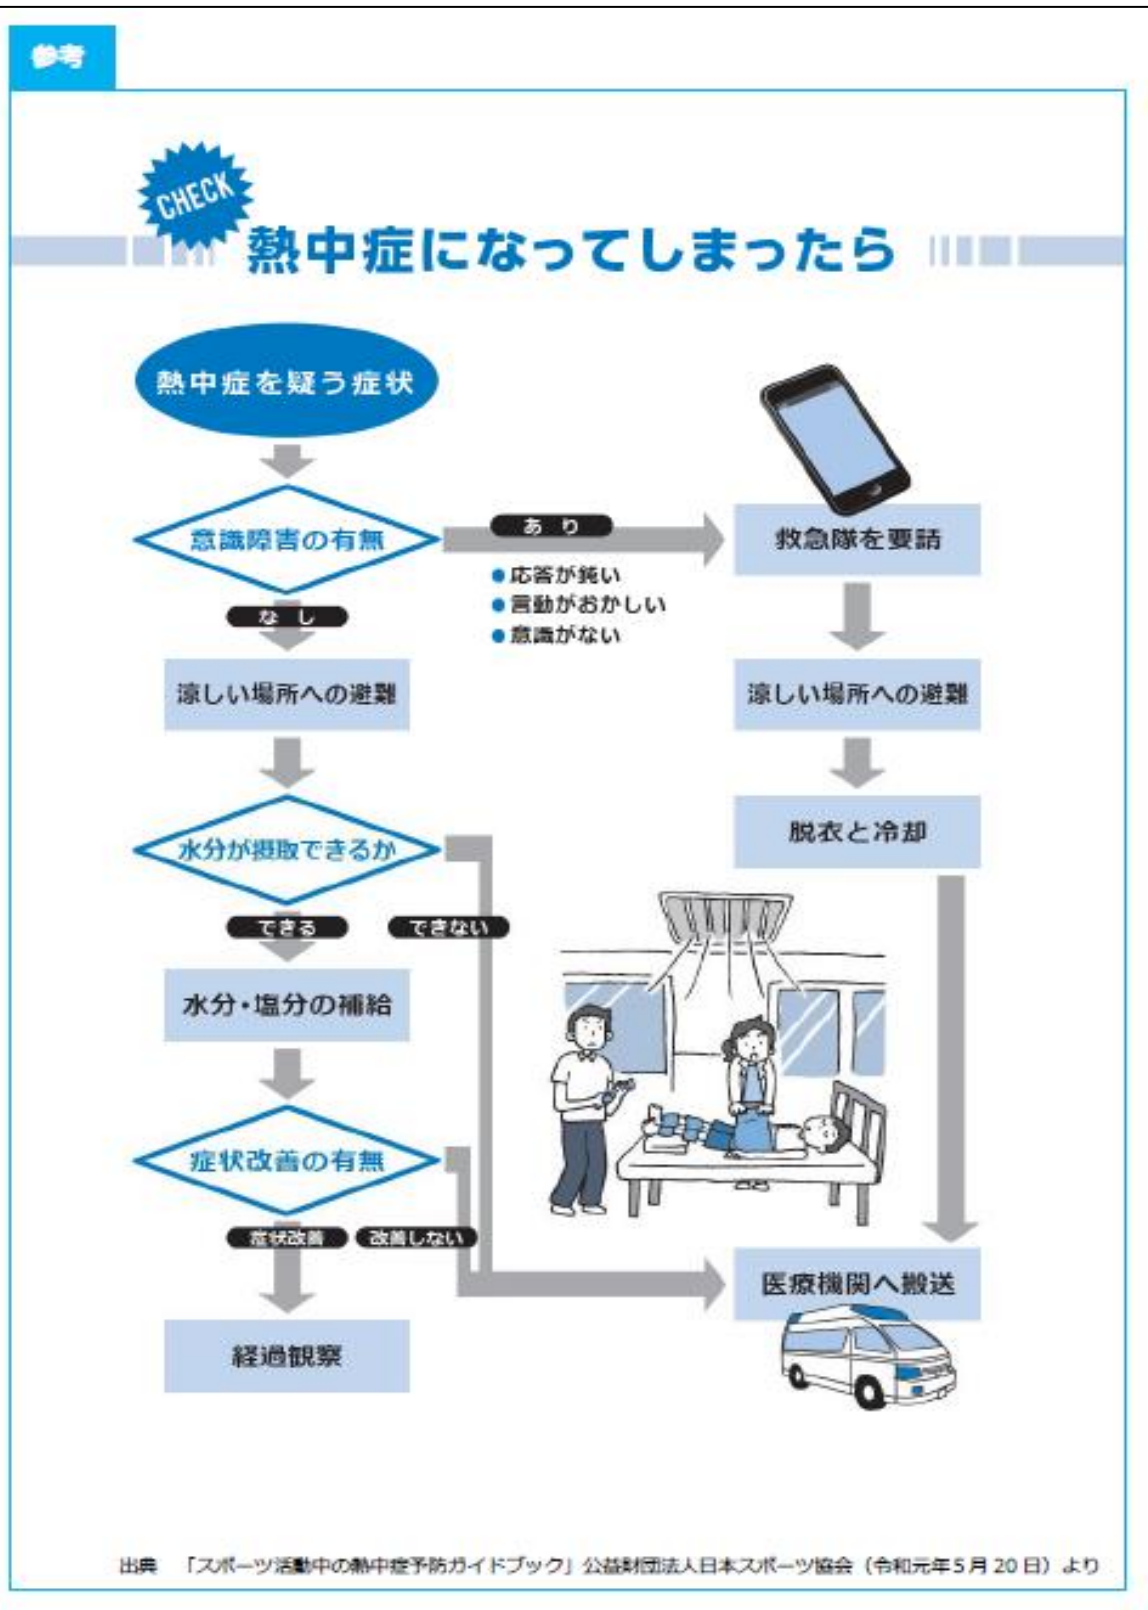 参考
CHECK
熱中症になってしまったら
熱中症を疑う症状
意識障害の有無
あり
●応答が鈍い
●言動がおかしい
●意識がない
救急隊を要請
なし
涼しい場所への避難
涼しい場所への避難
水分が摂取できるか
脱衣と冷却
できる
できない
水分・塩分の補給
症状改善の有無
症状改善
改善しない
医療機関へ搬送
経過観察
出典 「スポーツ活動中の熱中症予防ガイドブック」公益財団法人日本スポーツ協会（令和元年5月20日）より